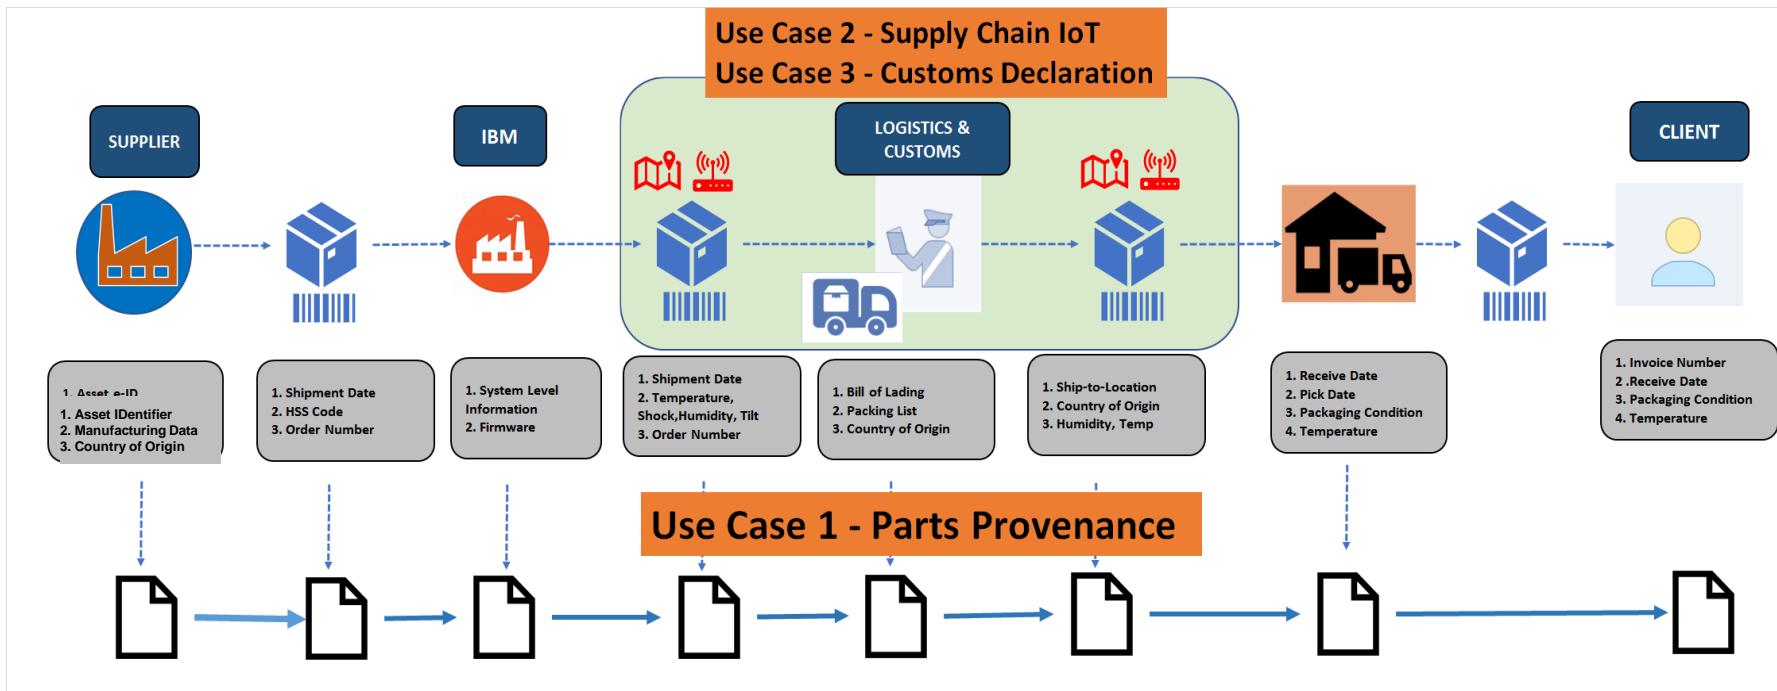 Use Case 2 - Supply Chain IoT
Use Case 3 - Customs Declaration
SUPPLIER
IBM
LOGISTICS &
CUSTOMS
CLIENT
1. Asset e-ID
1. Asset IDentifier
2. Manufacturing Data
3. Country of Origin
1. Shipment Date
2. HSS Code
3. Order Number
1. System Level
Information
2. Firmware
1. Shipment Date
2. Temperature,
Shock,Humidity, Tilt
3. Order Number
1. Bill of Lading
2. Packing List
3. Country of Origin
1. Ship-to-Location
2. Country of Origin
3. Humidity, Temp
1. Receive Date
2. Pick Date
3. Packaging Condition
4. Temperature
1. Invoice Number
2 .Receive Date
3. Packaging Condition
4. Temperature
Use Case 1 - Parts Provenance